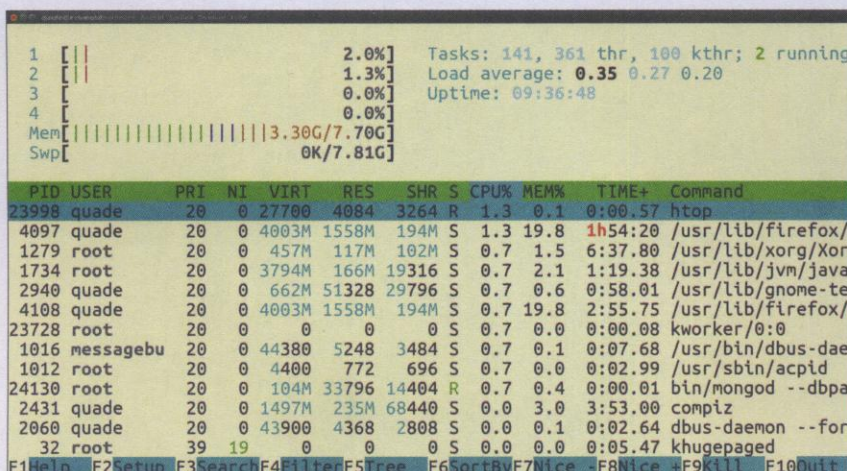 1 [|| 2.0%] Tasks: 141, 361 thr, 100 kthr; 2 running
2 [|| 1.3%] Load average: 0.35 0.27 0.20
3 [ 0.0%] Uptime: 09:36:48
4 [ 0.0%]
Mem[|||||||||||||||||||3.30G/7.70G]
Swp[ 0K/7.81G]
PID USER PRI NI VIRT RES SHR S CPU% MEM% TIME+ Command
23998 quade 20 0 27700 4084 3264 R 1.3 0.1 0:00.57 htop
4097 quade 20 0 4003M 1558M 194M S 1.3 19.8 1h54:20 /usr/lib/firefox/
1279 root 20 0 457M 117M 102M S 0.7 1.5 6:37.80 /usr/lib/xorg/Xor
1734 root 20 0 3794M 166M 19316 S 0.7 2.1 1:19.38 /usr/lib/jvm/java
2940 quade 20 0 662M 51328 29796 S 0.7 0.6 0:58.01 /usr/lib/gnome-te
4108 quade 20 0 4003M 1558M 194M S 0.7 19.8 2:55.75 /usr/lib/firefox/
23728 root 20 0 0 0 0 S 0.7 0.0 0:00.08 kworker/0:0
1016 messagebu 20 0 44380 5248 3484 S 0.7 0.1 0:07.68 /usr/bin/dbus-dae
1012 root 20 0 4400 772 696 S 0.7 0.0 0:02.99 /usr/sbin/acpid
24130 root 20 0 104M 33796 14404 R 0.7 0.4 0:00.01 bin/mongod --dbpa
2431 quade 20 0 1497M 235M 68440 S 0.0 3.0 3:53.00 compiz
2060 quade 20 0 43900 4368 2808 S 0.0 0.1 0:02.64 dbus-daemon --for
32 root 39 19 0 0 0 S 0.0 0.0 0:05.47 khugepaged
F1Help F2Setup F3SearchF4FilterF5Tree F6SortByF7Nice -F8Nice +F9Kill F10Quit